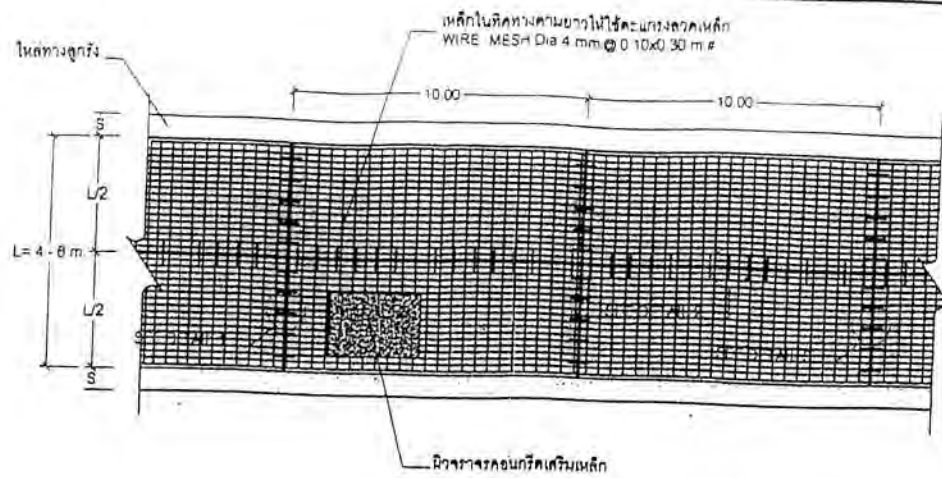 เหล็กในทิศทางตามยาวให้ใช้ตะแกรงลวดเหล็ก
WIRE MESH Dia 4 mm @ 0.10x0.30 m #
ไหล่ทางลูกรัง
10.00
10.00
S
L/2
L= 4 - 6 m.
L/2
S
ผิวจราจรคอนกรีตเสริมเหล็ก